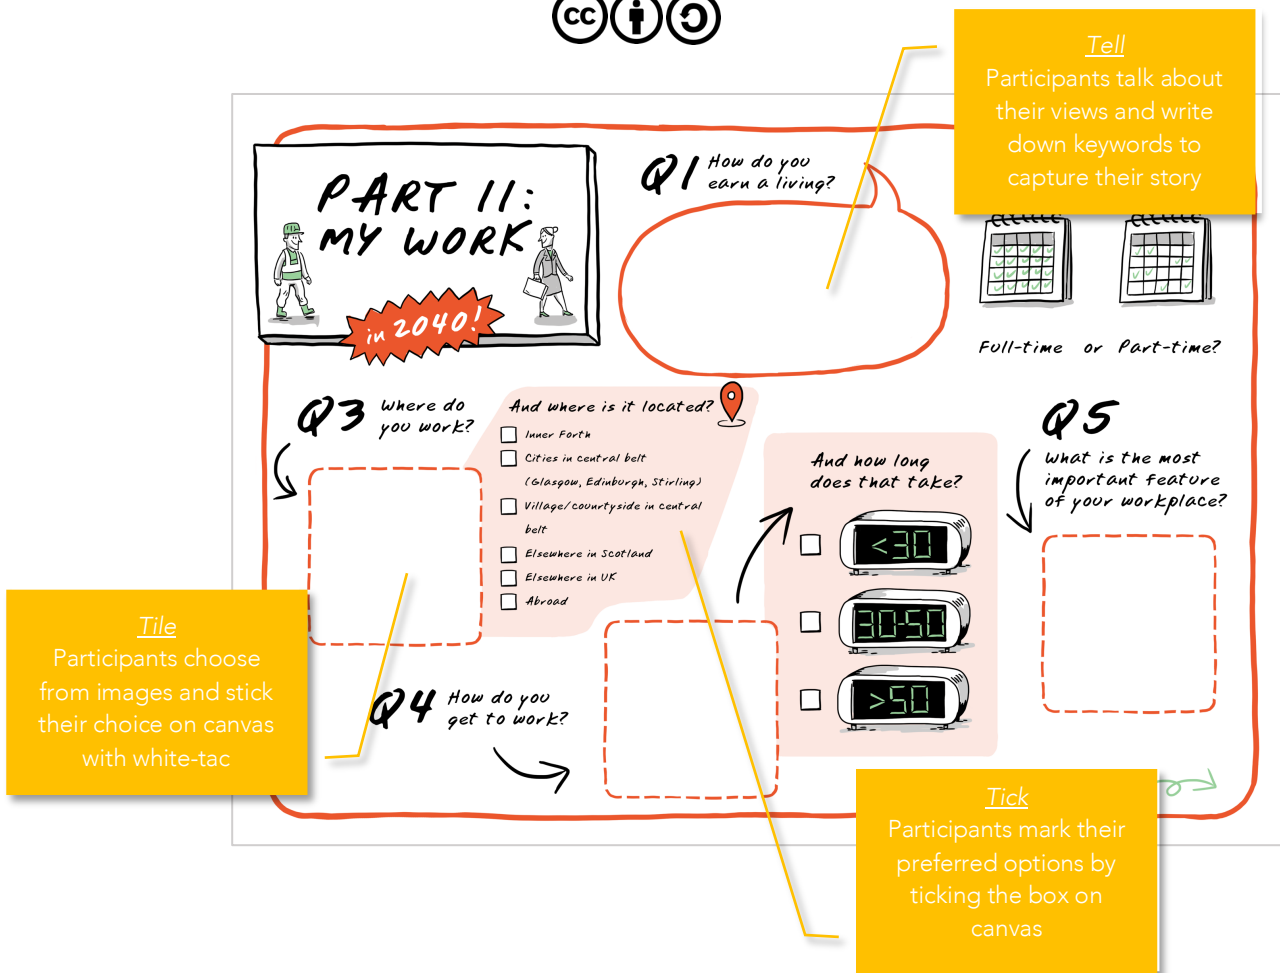 cc
Tell
Participants talk about
their views and write
down keywords to
capture their story
PART II:
MY WORK
in 2040!
Q1 How do you
earn a living?
Full-time or Part-time?
Q3 Where do
you work?
And where is it located?
Inner Forth
Cities in central belt
(Glasgow, Edinburgh, Stirling)
Village/countryside in central
belt
Elsewhere in Scotland
Elsewhere in UK
Abroad
Q4 How do you
get to work?
And how long
does that take?
<30
30-50
>50
Q5
What is the most
important feature
of your workplace?
Tile
Participants choose
from images and stick
their choice on canvas
with white-tac
Tick
Participants mark their
preferred options by
ticking the box on
canvas